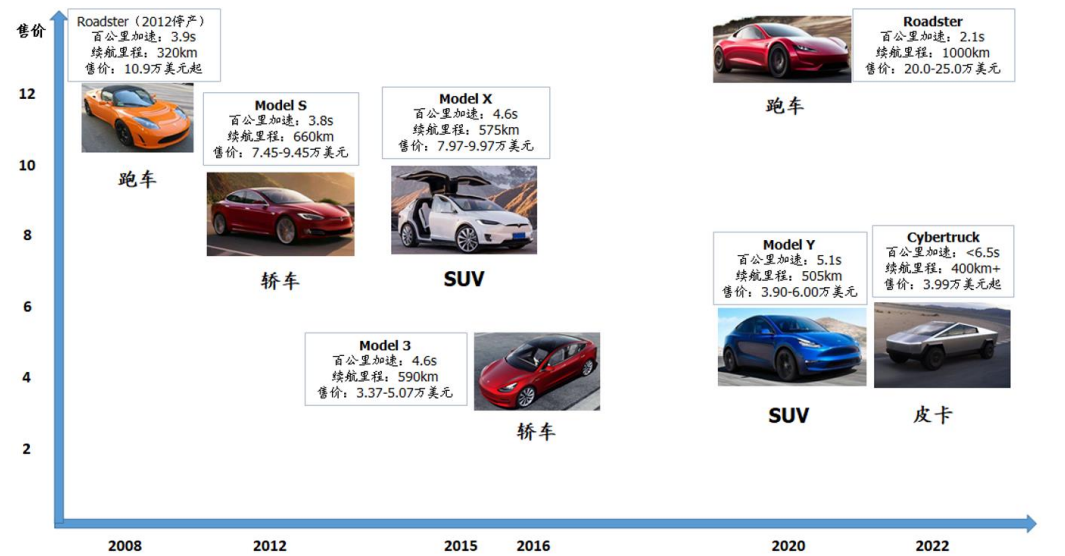 售价
Roadster（2012停产）
百公里加速：3.9s
续航里程：320km
售价：10.9万美元起
跑车
Model S
百公里加速：3.8s
续航里程：660km
售价：7.45-9.45万美元
轿车
Model X
百公里加速：4.6s
续航里程：575km
售价：7.97-9.97万美元
SUV
Roadster
百公里加速：2.1s
续航里程：1000km
售价：20.0-25.0万美元
跑车
Model 3
百公里加速：4.6s
续航里程：590km
售价：3.37-5.07万美元
轿车
Model Y
百公里加速：5.1s
续航里程：505km
售价：3.90-6.00万美元
SUV
Cybertruck
百公里加速：<6.5s
续航里程：400km+
售价：3.99万美元起
皮卡
12
10
8
6
4
2
2008
2012
2015
2016
2020
2022